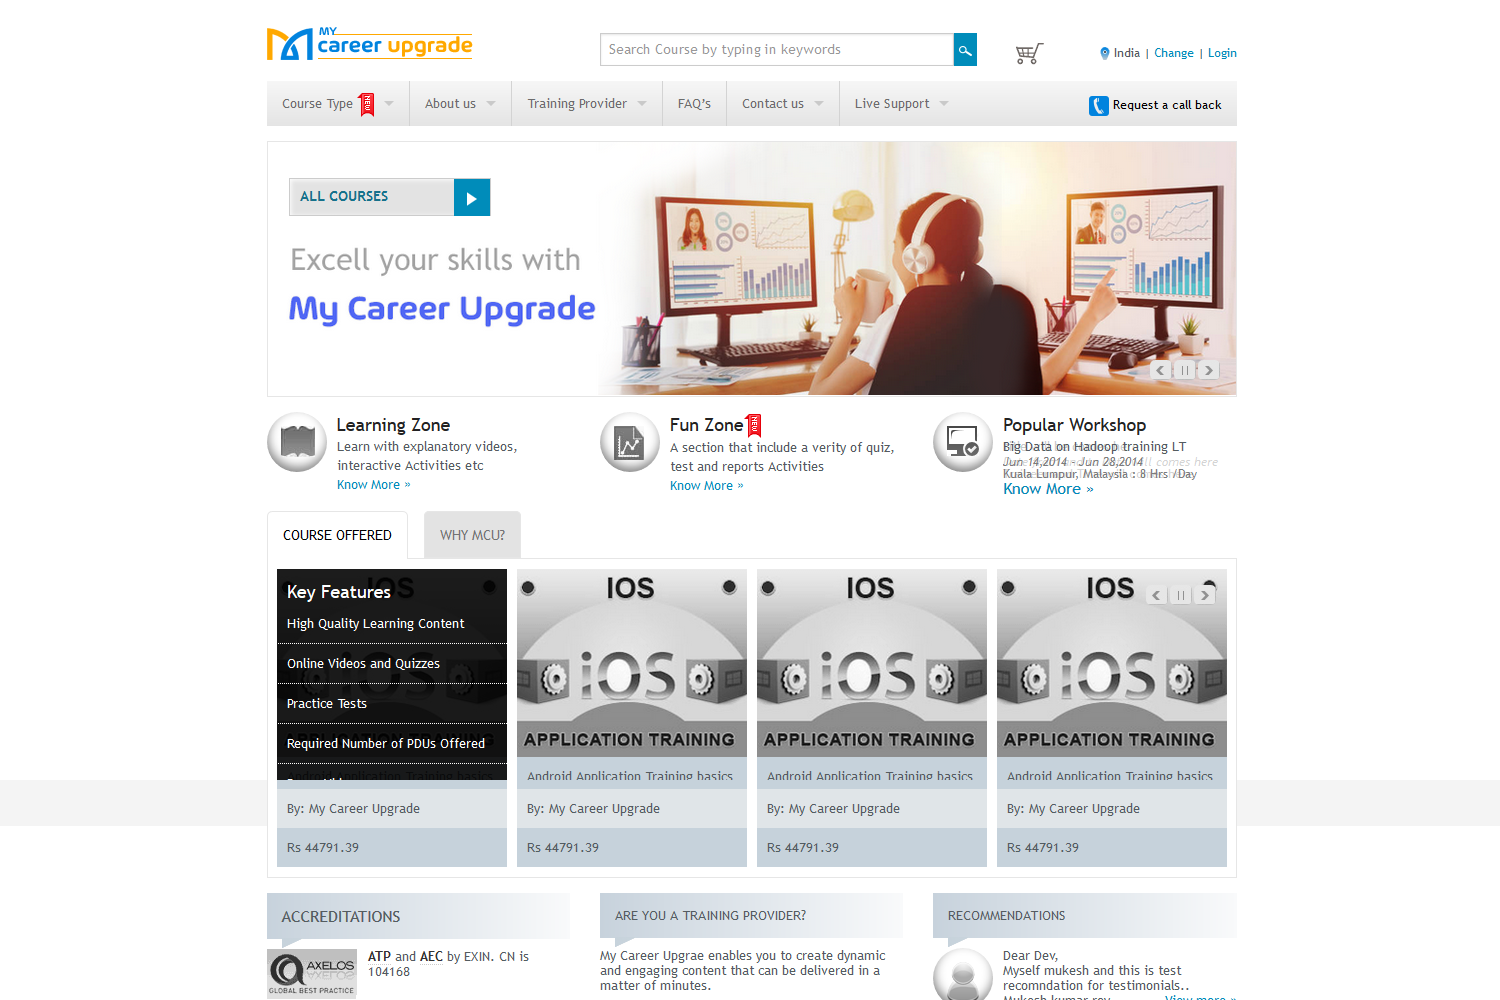 MY
career upgrade
Search Course by typing in keywords
India | Change | Login
Course Type NEW
About us
Training Provider
FAQ's
Contact us
Live Support
Request a call back
ALL COURSES
Excell your skills with
My Career Upgrade
Learning Zone
Learn with explanatory videos,
interactive Activities etc
Know More »
Fun Zone NEW
A section that include a verity of quiz,
test and reports Activities
Know More »
Popular Workshop
Big Data on Hadoop training LT
June 14,2014 - Jun 28,2014
Kuala Lumpur, Malaysia : 8 Hrs /Day
Know More »
COURSE OFFERED
WHY MCU?
Key Features
High Quality Learning Content
Online Videos and Quizzes
Practice Tests
Required Number of PDUs Offered
By: My Career Upgrade
Rs 44791.39
IOS
iOS
APPLICATION TRAINING
Android Application Training basics
By: My Career Upgrade
Rs 44791.39
IOS
iOS
APPLICATION TRAINING
Android Application Training basics
By: My Career Upgrade
Rs 44791.39
IOS
iOS
APPLICATION TRAINING
Android Application Training basics
By: My Career Upgrade
Rs 44791.39
ACCREDITATIONS
AXELOS
GLOBAL BEST PRACTICE
ATP and AEC by EXIN. CN is
104168
ARE YOU A TRAINING PROVIDER?
My Career Upgrae enables you to create dynamic
and engaging content that can be delivered in a
matter of minutes.
RECOMMENDATIONS
Dear Dev,
Myself mukesh and this is test
recomndation for testimonials..
Mukesh kumar roy
View more »